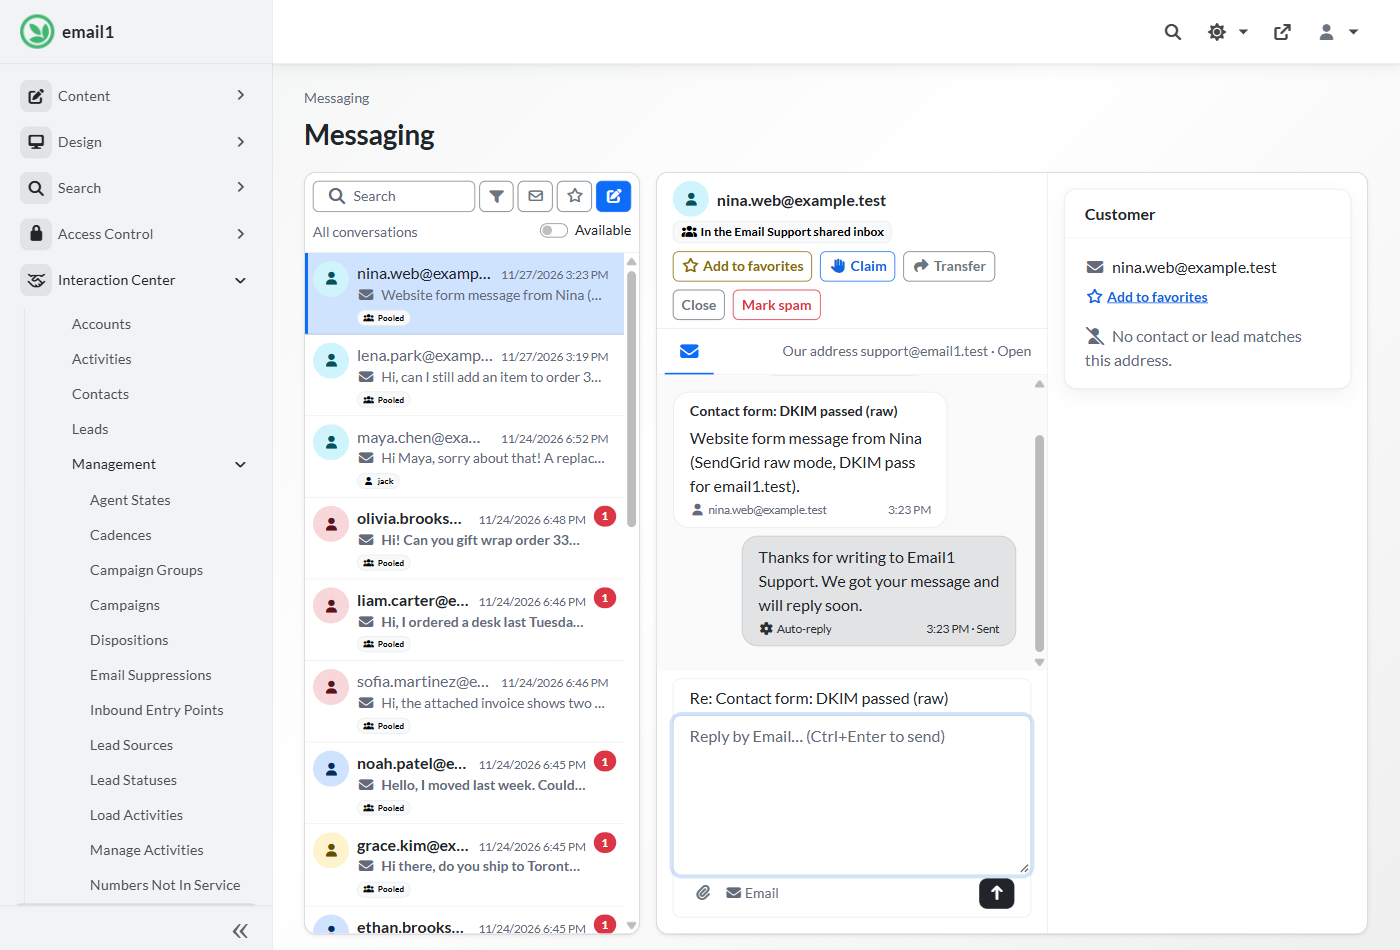 email1
Content
Design
Search
Access Control
Interaction Center
Accounts
Activities
Contacts
Leads
Management
Agent States
Cadences
Campaign Groups
Campaigns
Dispositions
Email Suppressions
Inbound Entry Points
Lead Sources
Lead Statuses
Load Activities
Manage Activities
Numbers Not In Service
Messaging
Messaging
Search
All conversations
Available
nina.web@examp... 11/27/2026 3:23 PM
Website form message from Nina (...
Pooled
lena.park@examp... 11/27/2026 3:19 PM
Hi, can I still add an item to order 3...
Pooled
maya.chen@exa... 11/24/2026 6:52 PM
Hi Maya, sorry about that! A replac...
jack
olivia.brooks... 11/24/2026 6:48 PM 1
Hi! Can you gift wrap order 33...
Pooled
liam.carter@e... 11/24/2026 6:46 PM 1
Hi, I ordered a desk last Tuesda...
Pooled
sofia.martinez@e... 11/24/2026 6:46 PM
Hi, the attached invoice shows two ...
Pooled
noah.patel@e... 11/24/2026 6:45 PM 1
Hello, I moved last week. Could...
Pooled
grace.kim@ex... 11/24/2026 6:45 PM 1
Hi there, do you ship to Toront...
Pooled
ethan.brooks... 11/24/2026 6:45 PM 1
nina.web@example.test
In the Email Support shared inbox
Add to favorites
Claim
Transfer
Close
Mark spam
Our address support@email1.test · Open
Contact form: DKIM passed (raw)
Website form message from Nina
(SendGrid raw mode, DKIM pass
for email1.test).
nina.web@example.test 3:23 PM
Thanks for writing to Email1
Support. We got your message and
will reply soon.
Auto-reply 3:23 PM · Sent
Re: Contact form: DKIM passed (raw)
Reply by Email... (Ctrl+Enter to send)
Email
Customer
nina.web@example.test
Add to favorites
No contact or lead matches
this address.